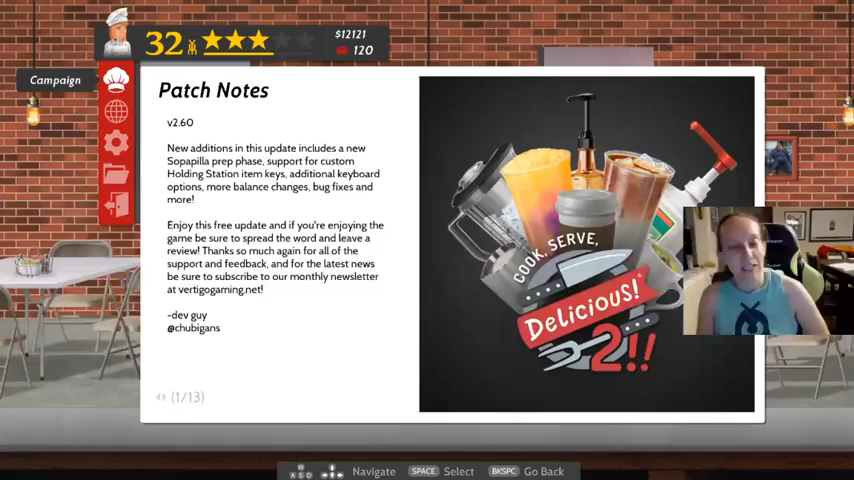 32
$12121
120
Campaign
Patch Notes
v2.60
New additions in this update includes a new
Sopapilla prep phase, support for custom
Holding Station item keys, additional keyboard
options, more balance changes, bug fixes and
more!
Enjoy this free update and if you're enjoying the
game be sure to spread the word and leave a
review! Thanks so much again for all of the
support and feedback, and for the latest news
be sure to subscribe to our monthly newsletter
at vertigogaming.net!
-dev guy
@chubigans
(1/13)
COOK, SERVE,
Delicious!
2!!
W
A S D
Navigate
SPACE Select
BKSPC Go Back